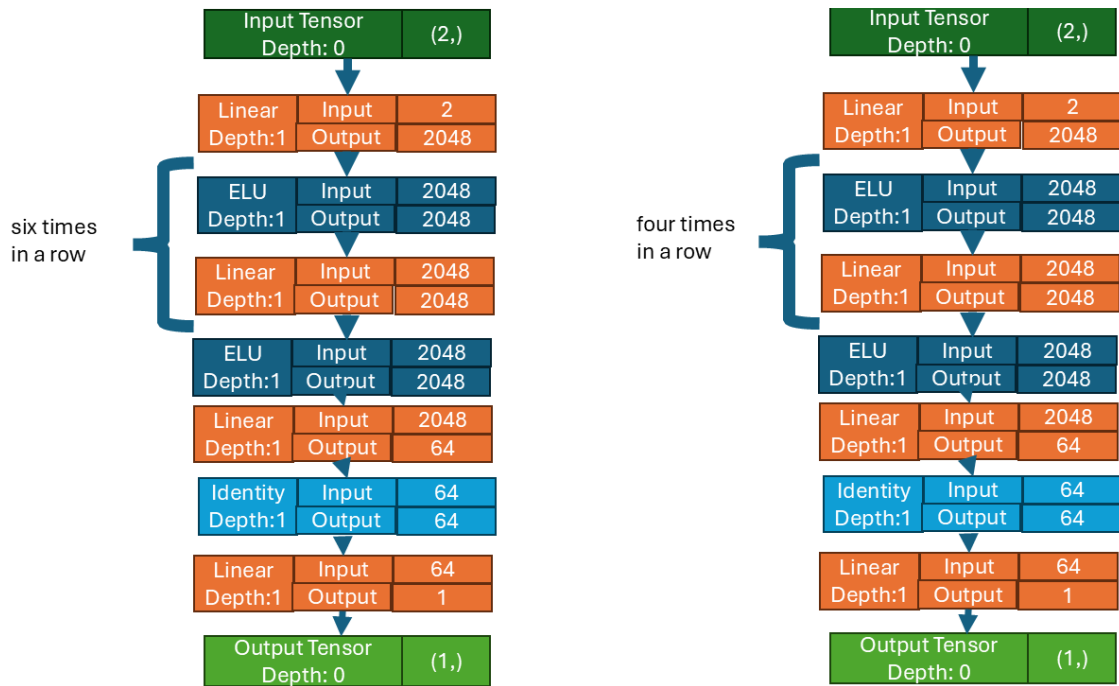 Input Tensor
Depth: 0
(2,)
Linear
Depth:1
Input
2
Output
2048
six times
in a row
ELU
Depth:1
Input
2048
Output
2048
Linear
Depth:1
Input
2048
Output
2048
ELU
Depth:1
Input
2048
Output
2048
Linear
Depth:1
Input
2048
Output
64
Identity
Depth:1
Input
64
Output
64
Linear
Depth:1
Input
64
Output
1
Output Tensor
Depth: 0
(1,)
Input Tensor
Depth: 0
(2,)
Linear
Depth:1
Input
2
Output
2048
four times
in a row
ELU
Depth:1
Input
2048
Output
2048
Linear
Depth:1
Input
2048
Output
2048
ELU
Depth:1
Input
2048
Output
2048
Linear
Depth:1
Input
2048
Output
64
Identity
Depth:1
Input
64
Output
64
Linear
Depth:1
Input
64
Output
1
Output Tensor
Depth: 0
(1,)